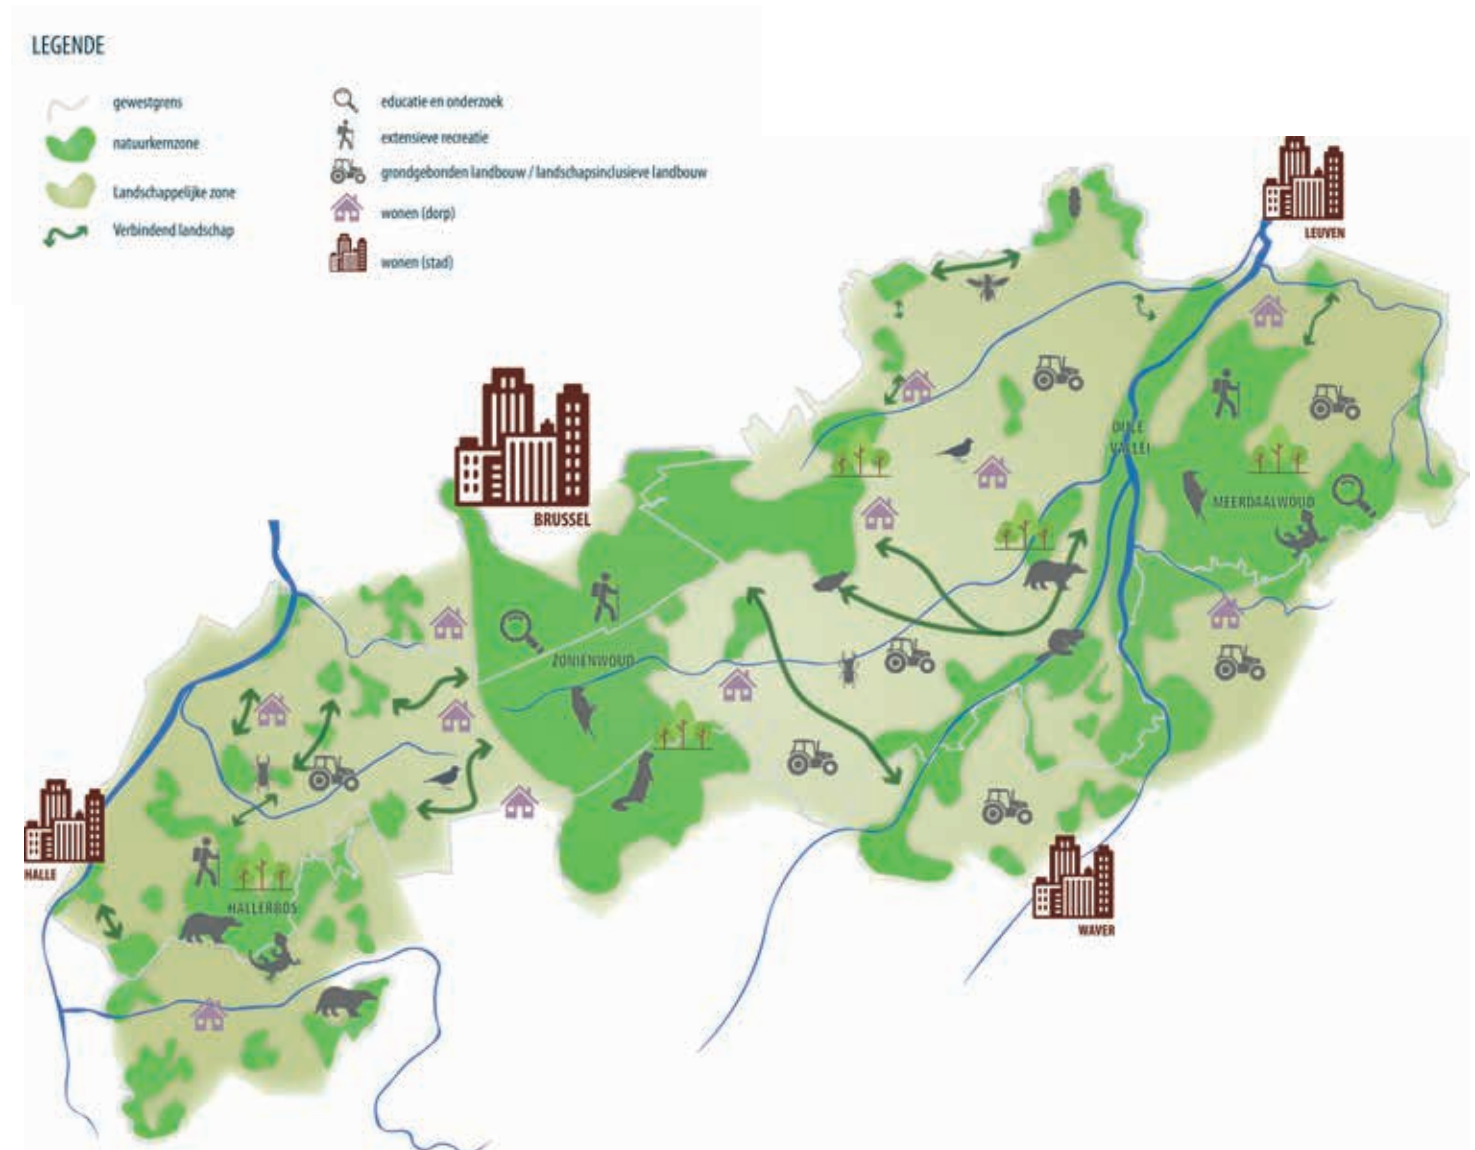 LEGENDE
gewestgrens
natuurkernzone
Landschappelijke zone
Verbindend landschap
educatie en onderzoek
extensieve recreatie
grondgeborden landbouw / landschapsinclusieve landbouw
wonen (dorp)
wonen (stad)
LEUVEN
BRUSSEL
DIJLE
VALLEI
MEERDAALWOUD
ZONIENWOUD
HALLE
HALLERBOS
WAVER